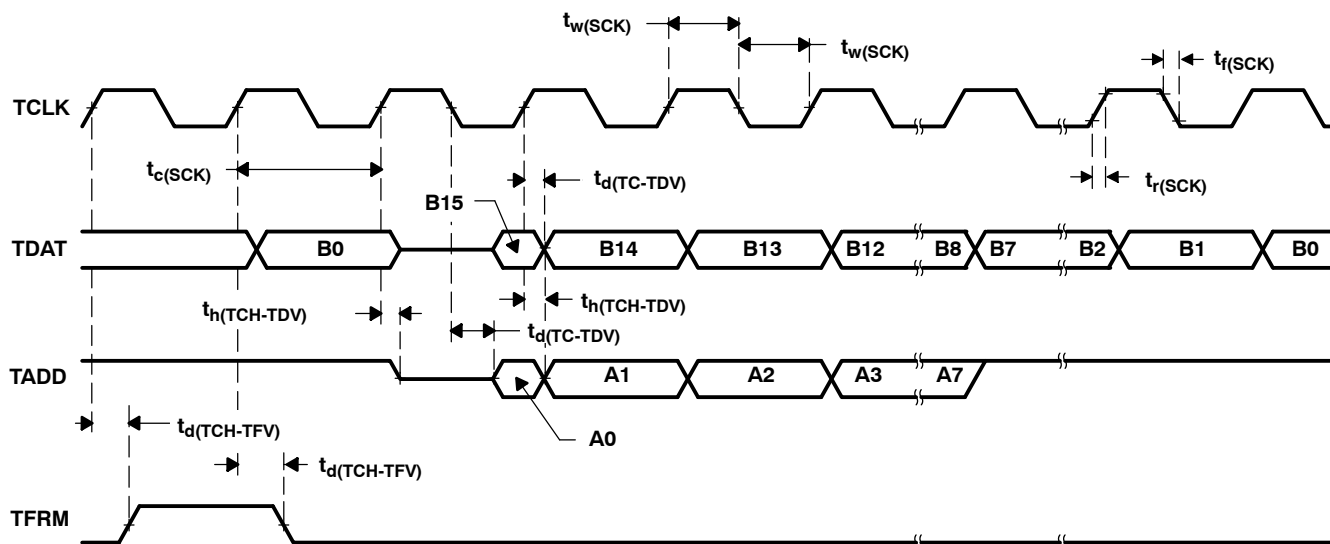 tw(SCK)
tw(SCK)
tf(SCK)
TCLK
tc(SCK)
td(TC-TDV)
tr(SCK)
B15
TDAT
B0
B14
B13
B12
B8
B7
B2
B1
B0
th(TCH-TDV)
th(TCH-TDV)
td(TC-TDV)
TADD
A1
A2
A3
A7
td(TCH-TFV)
A0
td(TCH-TFV)
TFRM